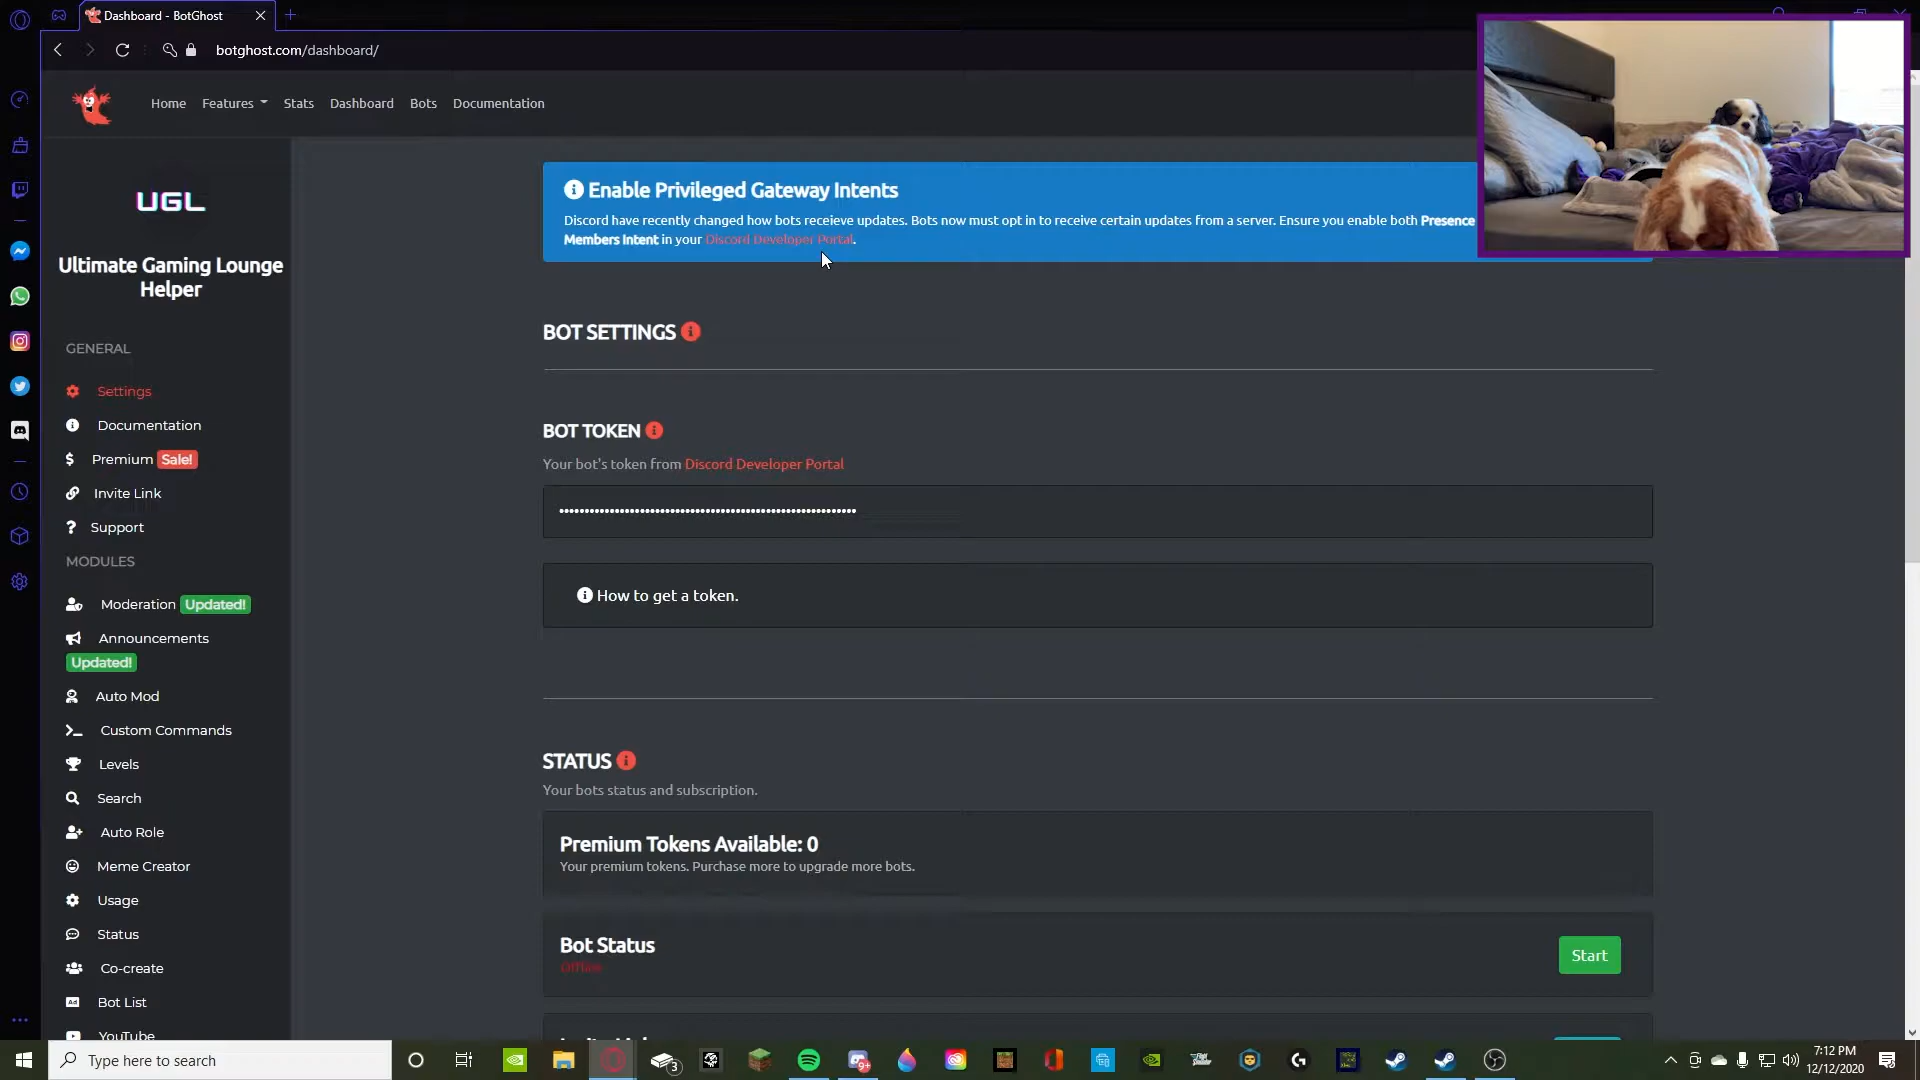 Dashboard - BotGhost
botghost.com/dashboard/
Home
Features
Stats
Dashboard
Bots
Documentation
UGL
Ultimate Gaming Lounge
Helper
GENERAL
Settings
Documentation
Premium Sale!
Invite Link
Support
MODULES
Moderation Updated!
Announcements
Updated!
Auto Mod
Custom Commands
Levels
Search
Auto Role
Meme Creator
Usage
Status
Co-create
Bot List
YouTube
Enable Privileged Gateway Intents
Discord have recently changed how bots receieve updates. Bots now must opt in to receive certain updates from a server. Ensure you enable both Presence
Members Intent in your Discord Developer Portal.
BOT SETTINGS
BOT TOKEN
Your bot's token from Discord Developer Portal
How to get a token.
STATUS
Your bots status and subscription.
Premium Tokens Available: 0
Your premium tokens. Purchase more to upgrade more bots.
Bot Status
Offline
Start
Type here to search
3
9+
7:12 PM
12/12/2020